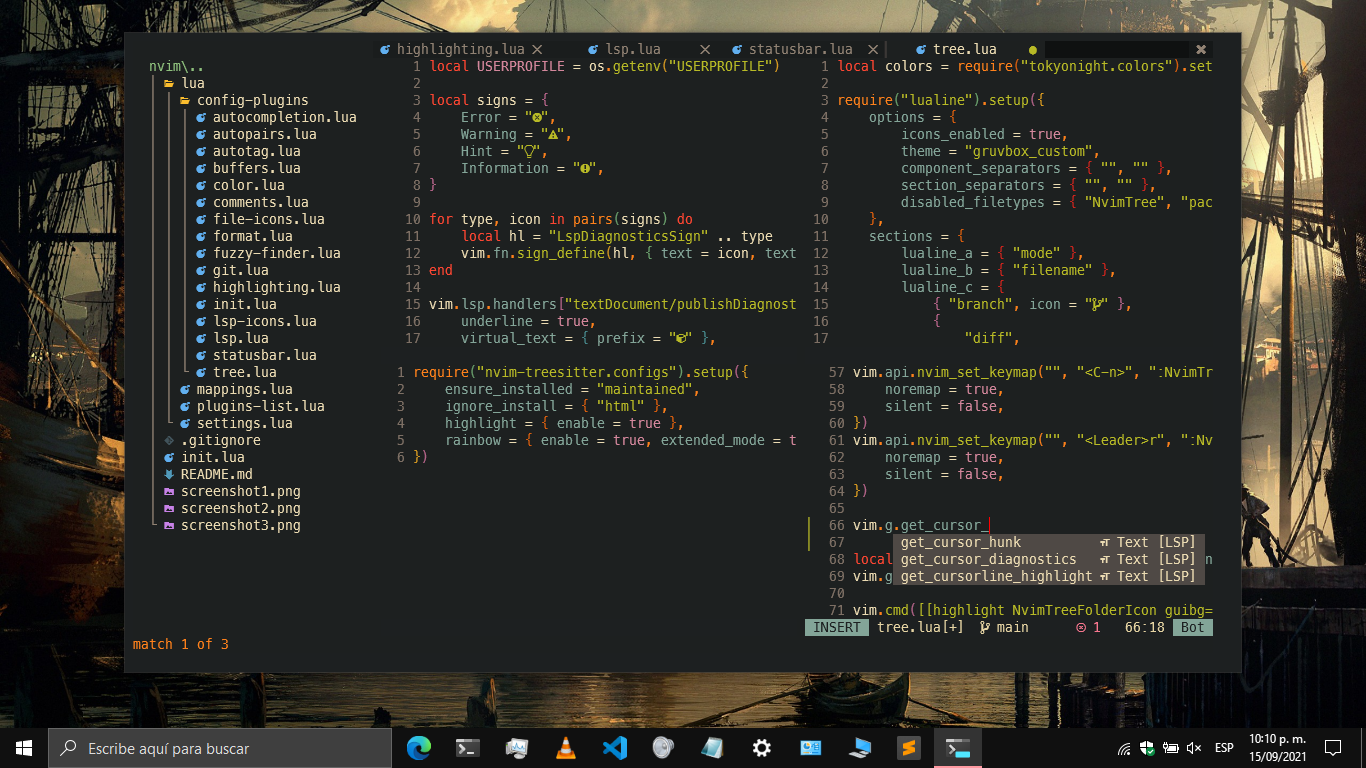 highlighting.lua
lsp.lua
statusbar.lua
tree.lua
nvim\..
lua
config-plugins
autocompletion.lua
autopairs.lua
autotag.lua
buffers.lua
color.lua
comments.lua
file-icons.lua
format.lua
fuzzy-finder.lua
git.lua
highlighting.lua
init.lua
lsp-icons.lua
lsp.lua
statusbar.lua
tree.lua
mappings.lua
plugins-list.lua
settings.lua
.gitignore
init.lua
README.md
screenshot1.png
screenshot2.png
screenshot3.png
1 local USERPROFILE = os.getenv("USERPROFILE")
2
3 local signs = {
4     Error = "",
5     Warning = "",
6     Hint = "",
7     Information = "",
8 }
9
10 for type, icon in pairs(signs) do
11     local hl = "LspDiagnosticsSign" .. type
12     vim.fn.sign_define(hl, { text = icon, text
13 end
14
15 vim.lsp.handlers["textDocument/publishDiagnost
16     underline = true,
17     virtual_text = { prefix = "" },
1 require("nvim-treesitter.configs").setup({
2     ensure_installed = "maintained",
3     ignore_install = { "html" },
4     highlight = { enable = true },
5     rainbow = { enable = true, extended_mode = t
6 })
1 local colors = require("tokyonight.colors").set
2
3 require("lualine").setup({
4     options = {
5         icons_enabled = true,
6         theme = "gruvbox_custom",
7         component_separators = { "", "" },
8         section_separators = { "", "" },
9         disabled_filetypes = { "NvimTree", "pac
10     },
11     sections = {
12         lualine_a = { "mode" },
13         lualine_b = { "filename" },
14         lualine_c = {
15             { "branch", icon = "" },
16             {
17                 "diff",
57 vim.api.nvim_set_keymap("", "<C-n>", ":NvimTr
58     noremap = true,
59     silent = false,
60 })
61 vim.api.nvim_set_keymap("", "<Leader>r", ":Nv
62     noremap = true,
63     silent = false,
64 })
65
66 vim.g.get_cursor_
67 get_cursor_hunk Text [LSP]
68 local get_cursor_diagnostics Text [LSP] n
69 vim.g get_cursorline_highlight Text [LSP]
70
71 vim.cmd([[highlight NvimTreeFolderIcon guibg=
INSERT tree.lua[+] main 1 66:18 Bot
match 1 of 3
Escribe aquí para buscar
ESP
10:10 p. m.
15/09/2021